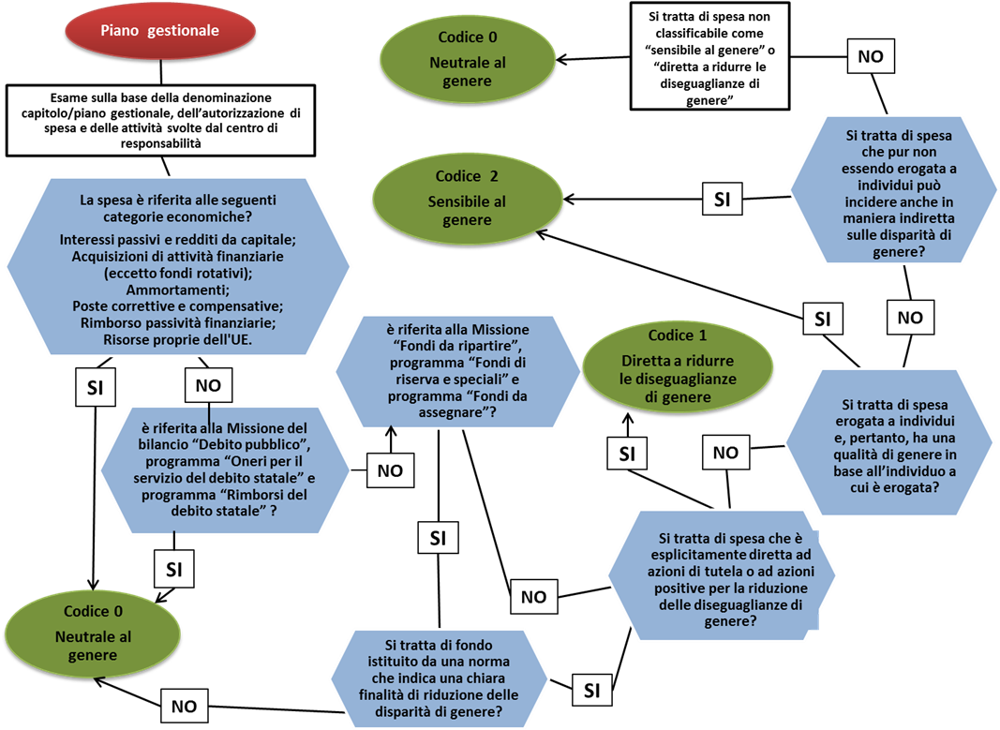 Piano gestionale
Esame sulla base della denominazione
capitolo/piano gestionale, dell'autorizzazione di
spesa e delle attività svolte dal centro di
responsabilità
La spesa è riferita alle seguenti
categorie economiche?
Interessi passivi e redditi da capitale;
Acquisizioni di attività finanziarie
(eccetto fondi rotativi);
Ammortamenti;
Poste correttive e compensative;
Rimborso passività finanziarie;
Risorse proprie dell'UE.
SI
NO
è riferita alla Missione del
bilancio "Debito pubblico",
programma "Oneri per il
servizio del debito statale" e
programma "Rimborsi del
debito statale" ?
SI
NO
Codice 0
Neutrale al
genere
è riferita alla Missione
"Fondi da ripartire",
programma "Fondi di
riserva e speciali" e
programma "Fondi da
assegnare"?
SI
NO
Si tratta di fondo
istituito da una norma
che indica una chiara
finalità di riduzione delle
disparità di genere?
NO
SI
Si tratta di spesa che è
esplicitamente diretta ad
azioni di tutela o ad azioni
positive per la riduzione
delle diseguaglianze di
genere?
SI
NO
Codice 1
Diretta a ridurre
le diseguaglianze
di genere
Si tratta di spesa
erogata a individui
e, pertanto, ha una
qualità di genere in
base all'individuo a
cui è erogata?
SI
NO
Codice 2
Sensibile al
genere
Si tratta di spesa
che pur non
essendo erogata a
individui può
incidere anche in
maniera indiretta
sulle disparità di
genere?
SI
NO
Si tratta di spesa non
classificabile come
"sensibile al genere" o
"diretta a ridurre le
diseguaglianze di
genere"
Codice 0
Neutrale al
genere